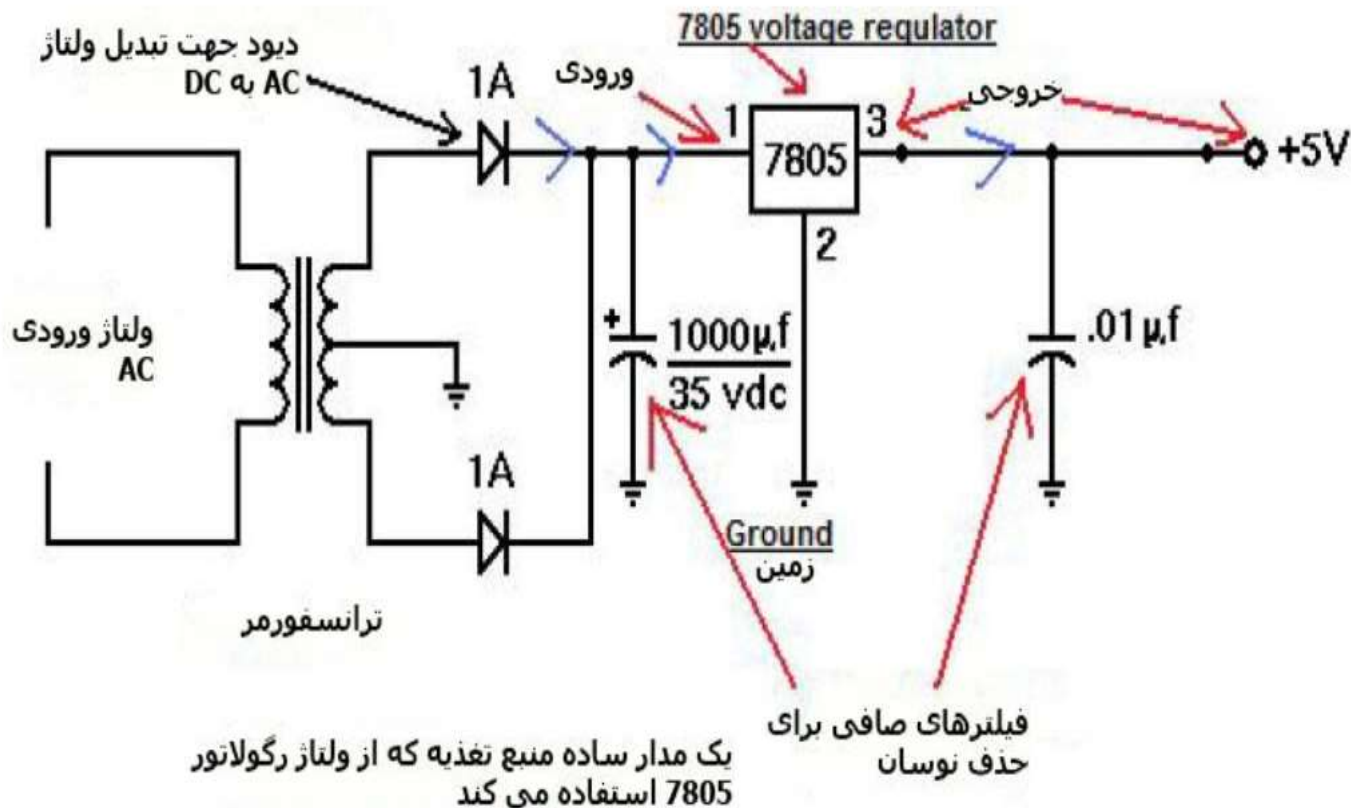 7805 voltage requlator
دیود جهت تبدیل ولتاژ
AC به DC
1A
ورودی
خروجی
1
3
7805
+5V
2
ولتاژ ورودی
AC
+
1000µ.f
35 vdc
.01µ.f
1A
Ground
زمین
ترانسفورمر
فیلترهای صافی برای
حذف نوسان
یک مدار ساده منبع تغذیه که از ولتاژ رگولاتور
7805 استفاده می کند